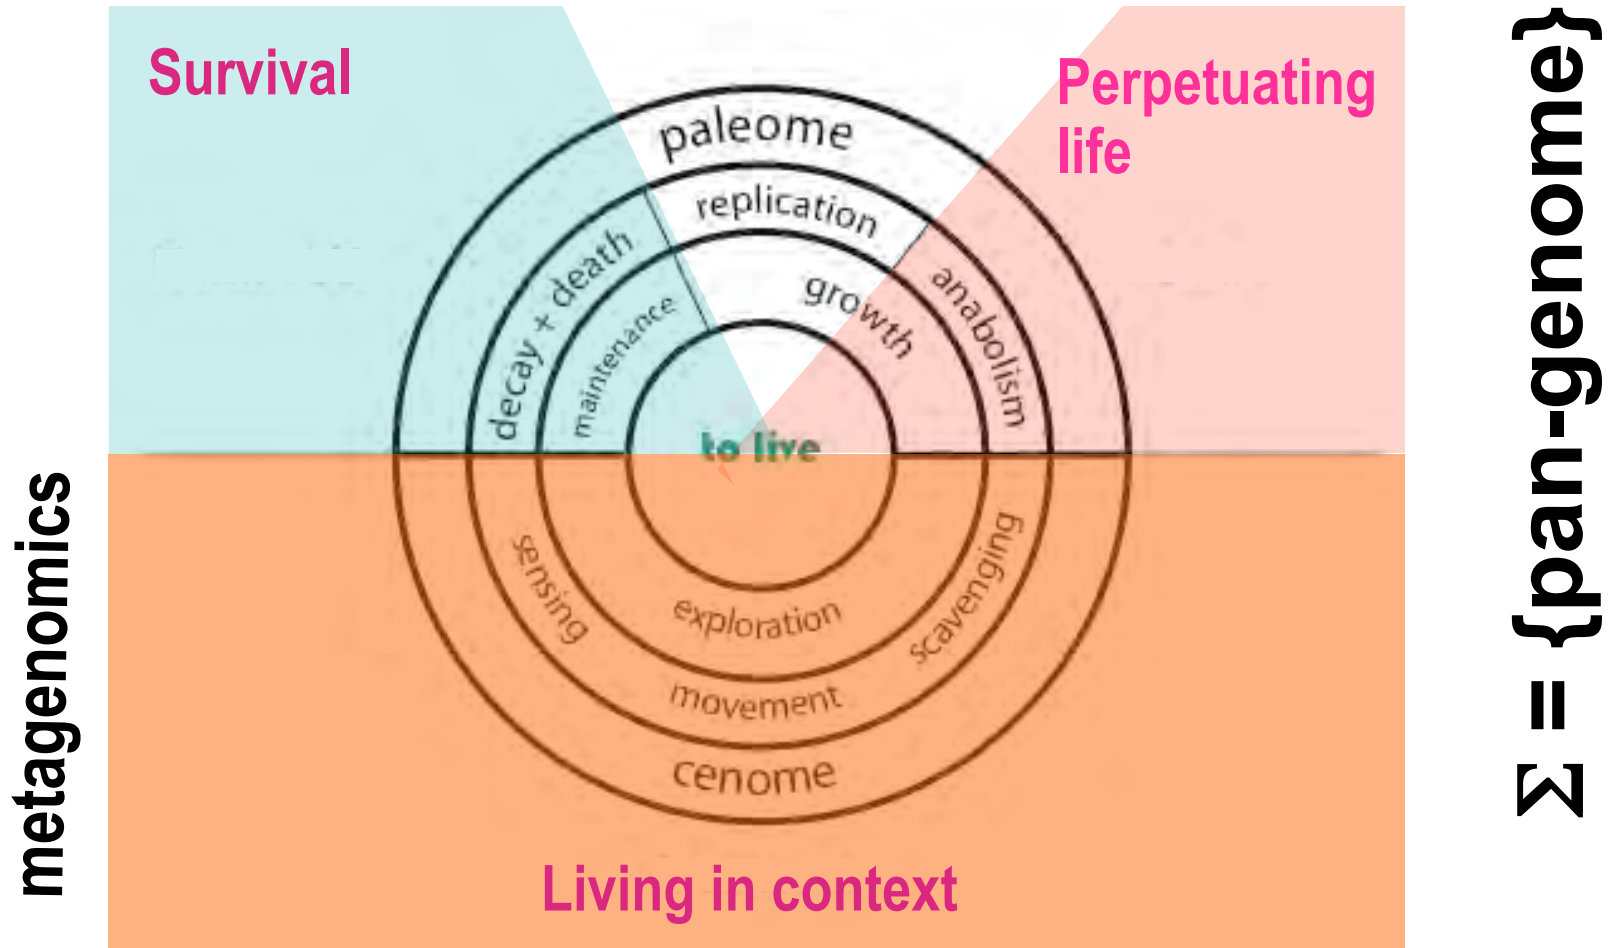 Survival
Perpetuating
life
paleome
replication
decay + death
maintenance
growth
anabolism
to live
sensing
exploration
scavenging
movement
cenome
Living in context
metagenomics
Σ = {pan-genome}